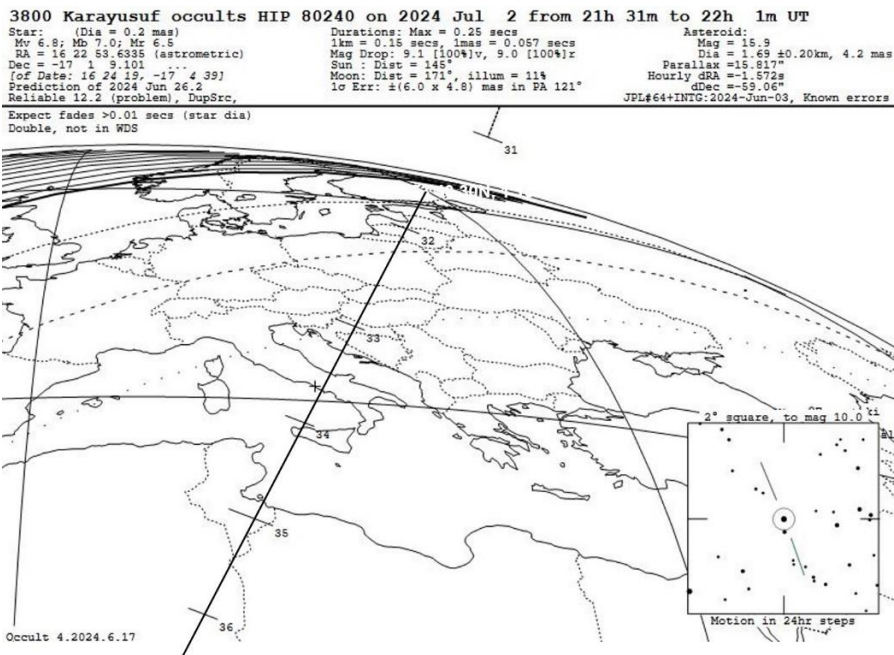 3800 Karayusuf occults HIP 80240 on 2024 Jul  2 from 21h 31m to 22h  1m UT
Star:    (Dia = 0.2 mas)
Mv 6.8; Mb 7.0; Mr 6.5
RA = 16 22 53.6335 (astrometric)
Dec = -17  1  9.101   ...
[of Date: 16 24 19, -17  4 39]
Prediction of 2024 Jun 26.2
Reliable 12.2 (problem), DupSrc,
Durations: Max = 0.25 secs
1km = 0.15 secs, 1mas = 0.057 secs
Mag Drop: 9.1 [100%]v, 9.0 [100%]r
Sun : Dist = 145°
Moon: Dist = 171°, illum = 11%
1σ Err: ±(6.0 x 4.8) mas in PA 121°
Asteroid:
Mag = 15.9
Dia = 1.69 ±0.20km, 4.2 mas
Parallax =15.817"
Hourly dRA =-1.572s
dDec =-59.06"
JPL#64+INTG:2024-Jun-03, Known errors
Expect fades >0.01 secs (star dia)
Double, not in WDS
31
32
33
34
35
36
2° square, to mag 10.0
Motion in 24hr steps
Occult 4.2024.6.17